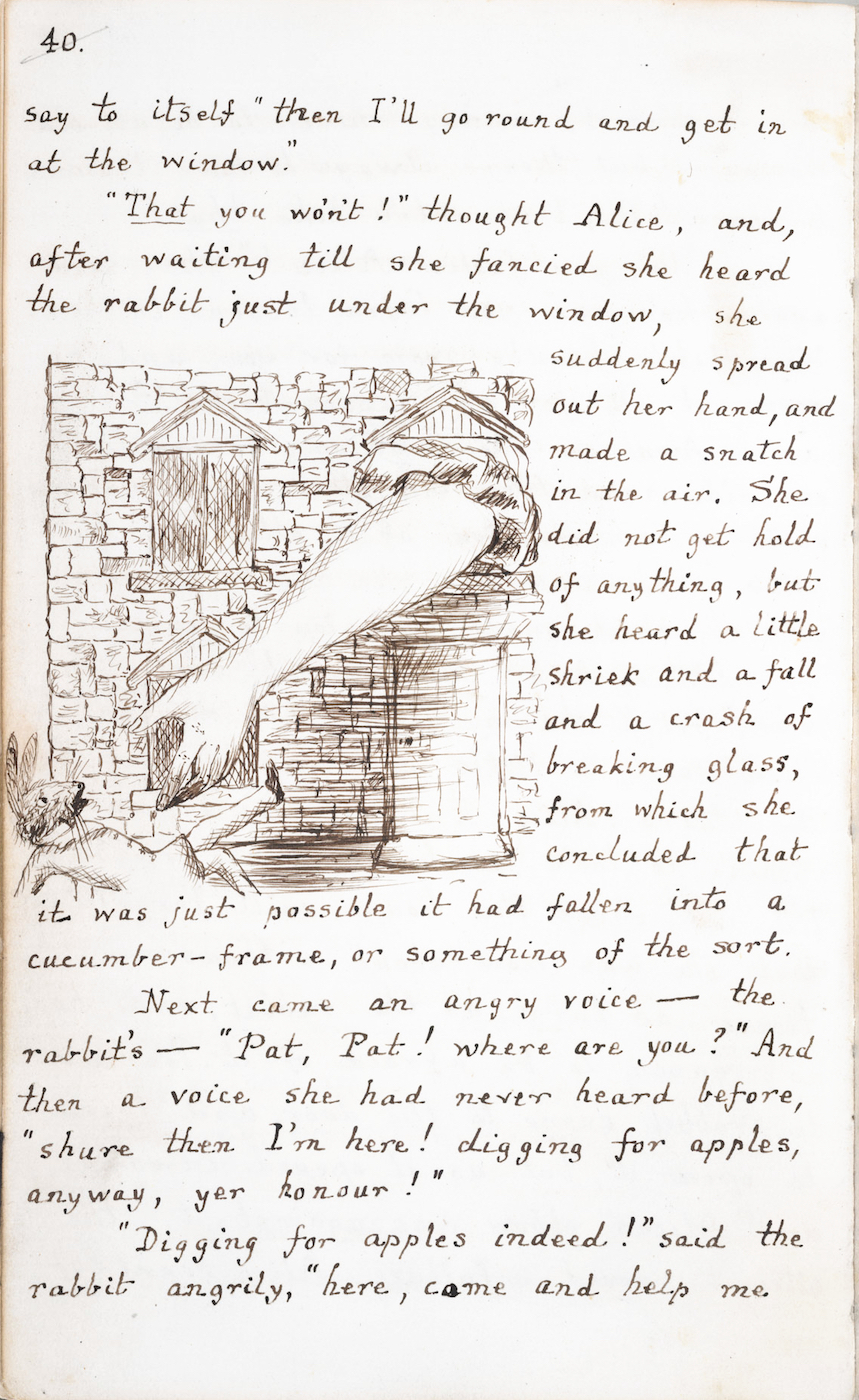 40.
say to itself "then I'll go round and get in
at the window."
"That you wo'n't!" thought Alice, and,
after waiting till she fancied she heard
the rabbit just under the window, she
suddenly spread
out her hand, and
made a snatch
in the air. She
did not get hold
of anything, but
she heard a little
shriek and a fall
and a crash of
breaking glass,
from which she
concluded that
it was just possible it had fallen into a
cucumber-frame, or something of the sort.
Next came an angry voice — the
rabbit's — "Pat, Pat! where are you?" And
then a voice she had never heard before,
"shure then I'm here! digging for apples,
anyway, yer honour!"
"Digging for apples indeed!" said the
rabbit angrily, "here, come and help me